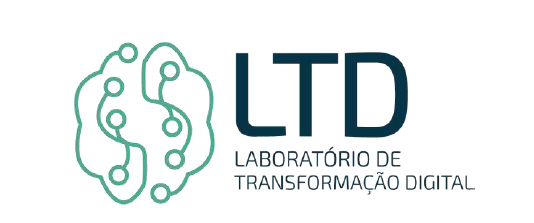 LTD
LABORATÓRIO DE
TRANSFORMAÇÃO DIGITAL